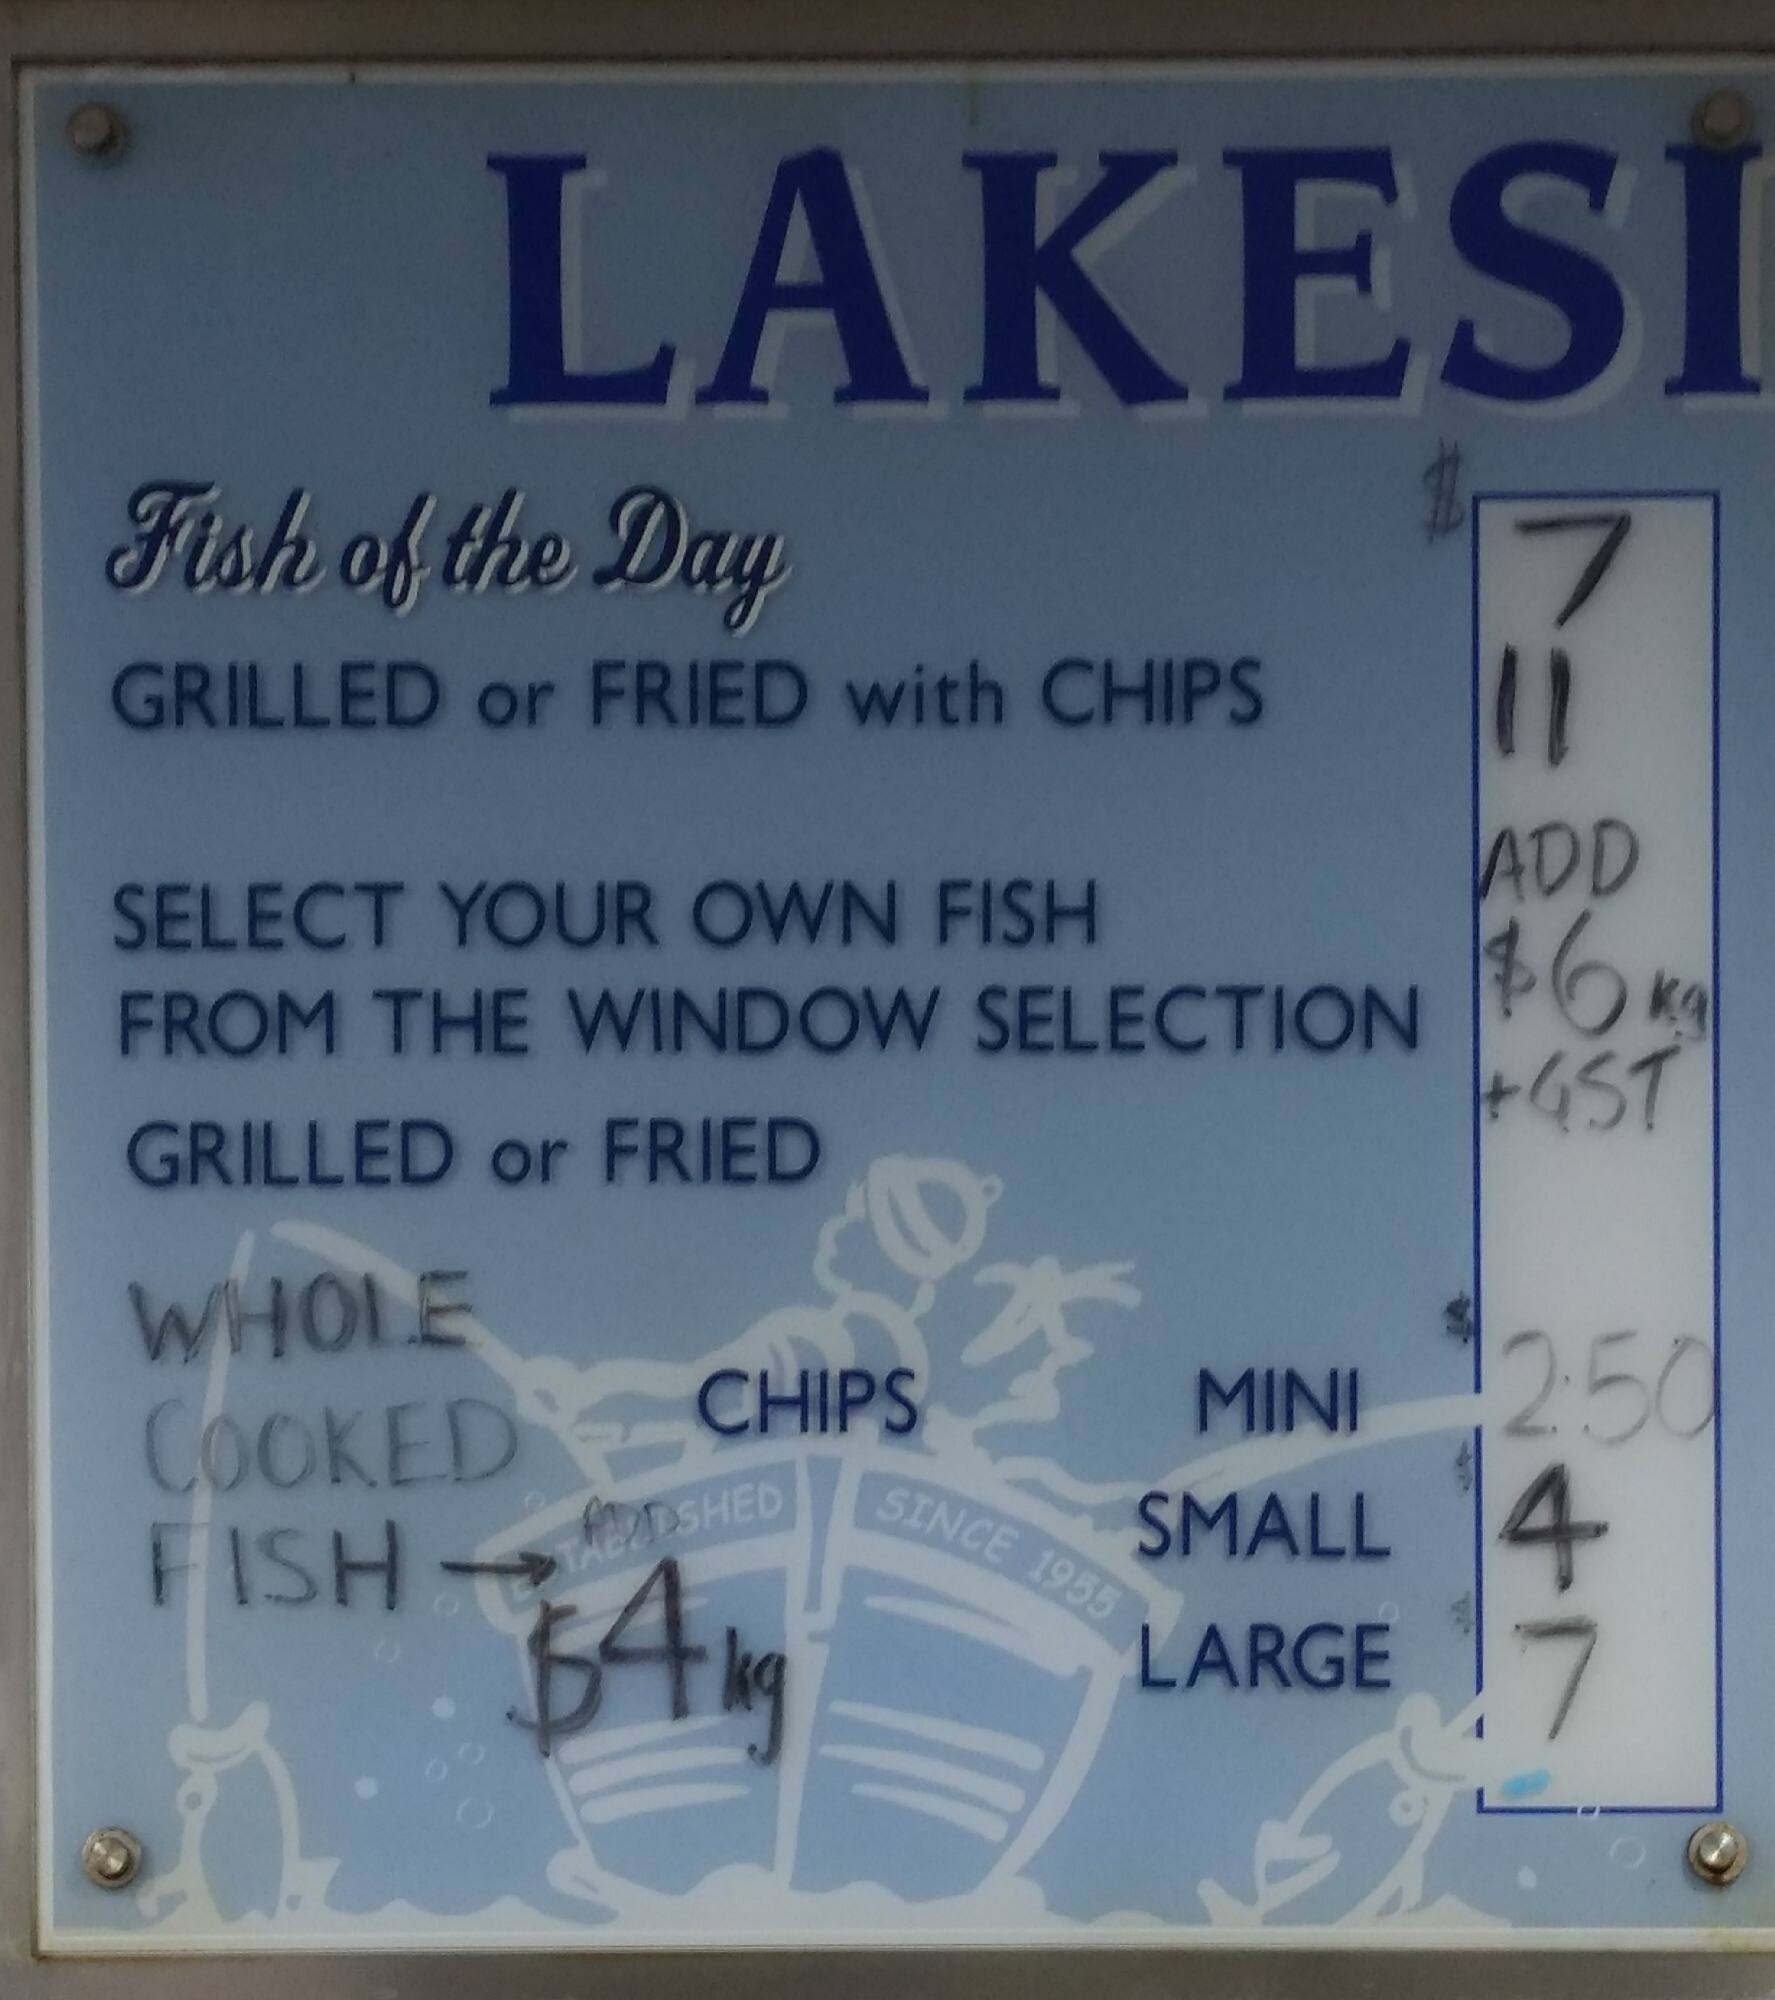 LAKESI
Fish of the Day $ 7
GRILLED or FRIED with CHIPS 11
ADD
SELECT YOUR OWN FISH $6 kg
FROM THE WINDOW SELECTION +GST
GRILLED or FRIED
WHOLE
COOKED CHIPS MINI $ 2.50
FISH → ADD $4 kg SMALL $ 4
LARGE $ 7
ESTABLISHED SINCE 1955